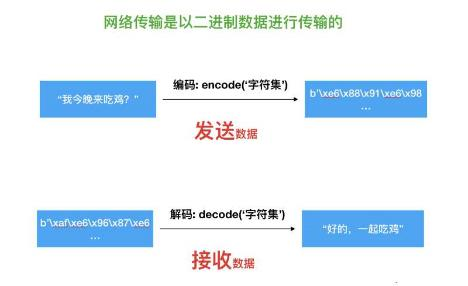 网络传输是以二进制数据进行传输的
“我今晚来吃鸡？”
编码: encode(‘字符集’)
发送数据
b'\xe6\x88\x91\xe6\x98
...
b'\xaf\xe6\x96\x87\xe6
...
解码: decode(‘字符集’)
接收数据
“好的，一起吃鸡”